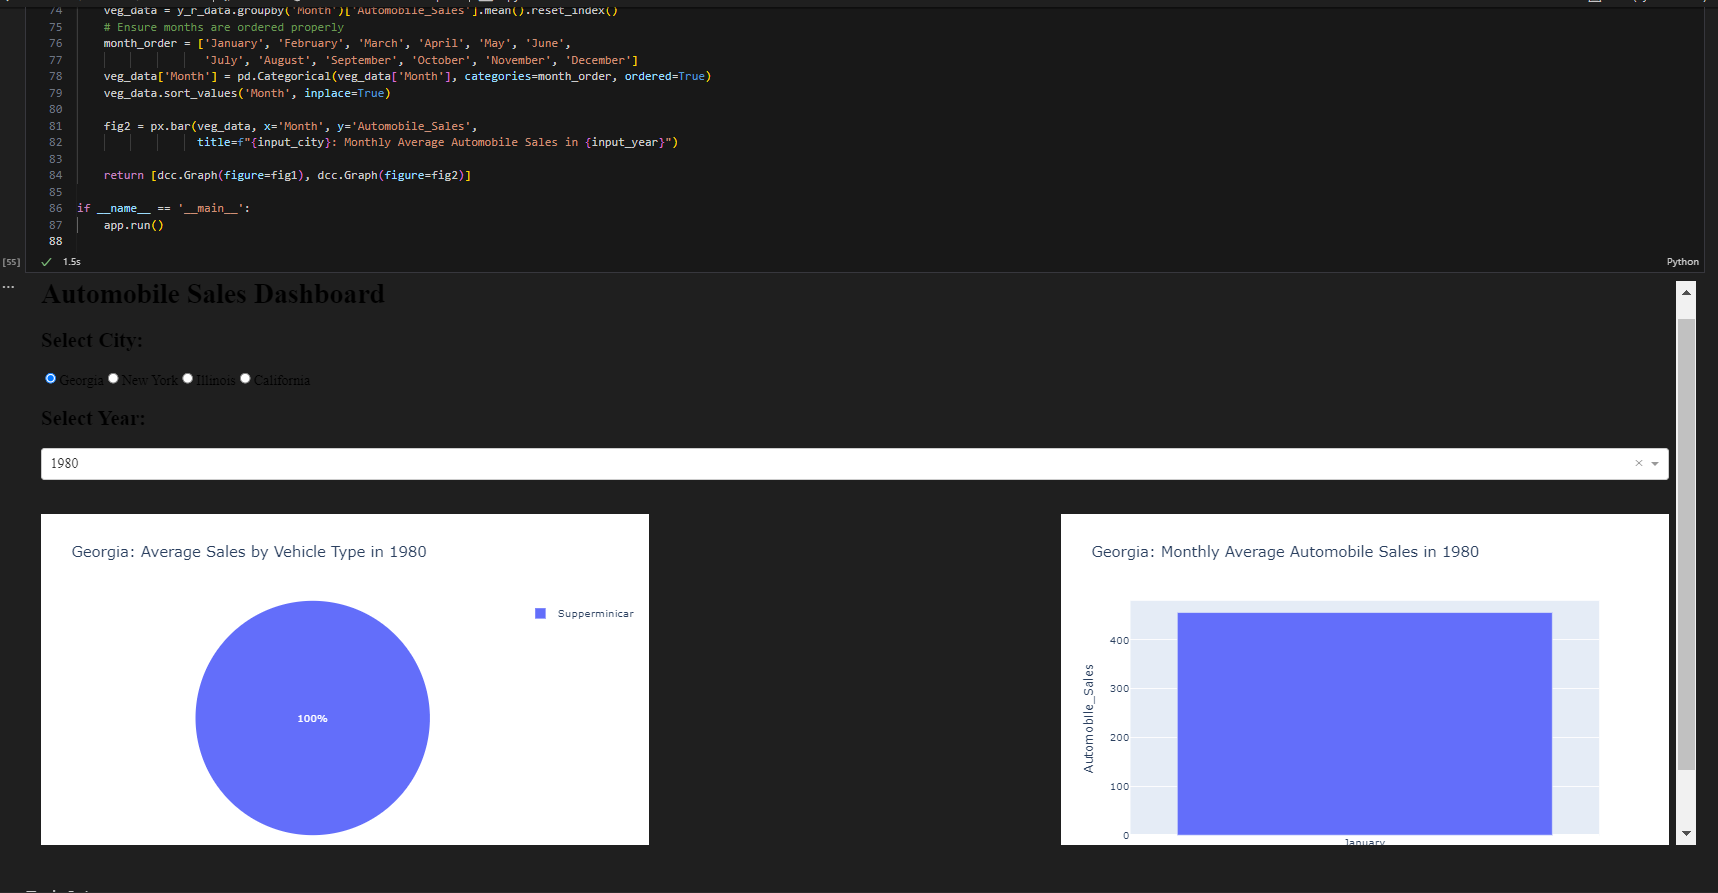 74 veg_data = y_r_data.groupby('Month')['Automobile_Sales'].mean().reset_index()
75 # Ensure months are ordered properly
76 month_order = ['January', 'February', 'March', 'April', 'May', 'June',
77 'July', 'August', 'September', 'October', 'November', 'December']
78 veg_data['Month'] = pd.Categorical(veg_data['Month'], categories=month_order, ordered=True)
79 veg_data.sort_values('Month', inplace=True)
80
81 fig2 = px.bar(veg_data, x='Month', y='Automobile_Sales',
82 title=f"{input_city}: Monthly Average Automobile Sales in {input_year}")
83
84 return [dcc.Graph(figure=fig1), dcc.Graph(figure=fig2)]
85
86 if __name__ == '__main__':
87 app.run()
88
[55] 1.5s Python
Automobile Sales Dashboard
Select City:
Georgia New York Illinois California
Select Year:
1980
Georgia: Average Sales by Vehicle Type in 1980
Supperminicar
100%
Georgia: Monthly Average Automobile Sales in 1980
Automobile_Sales
400
300
200
100
0
January